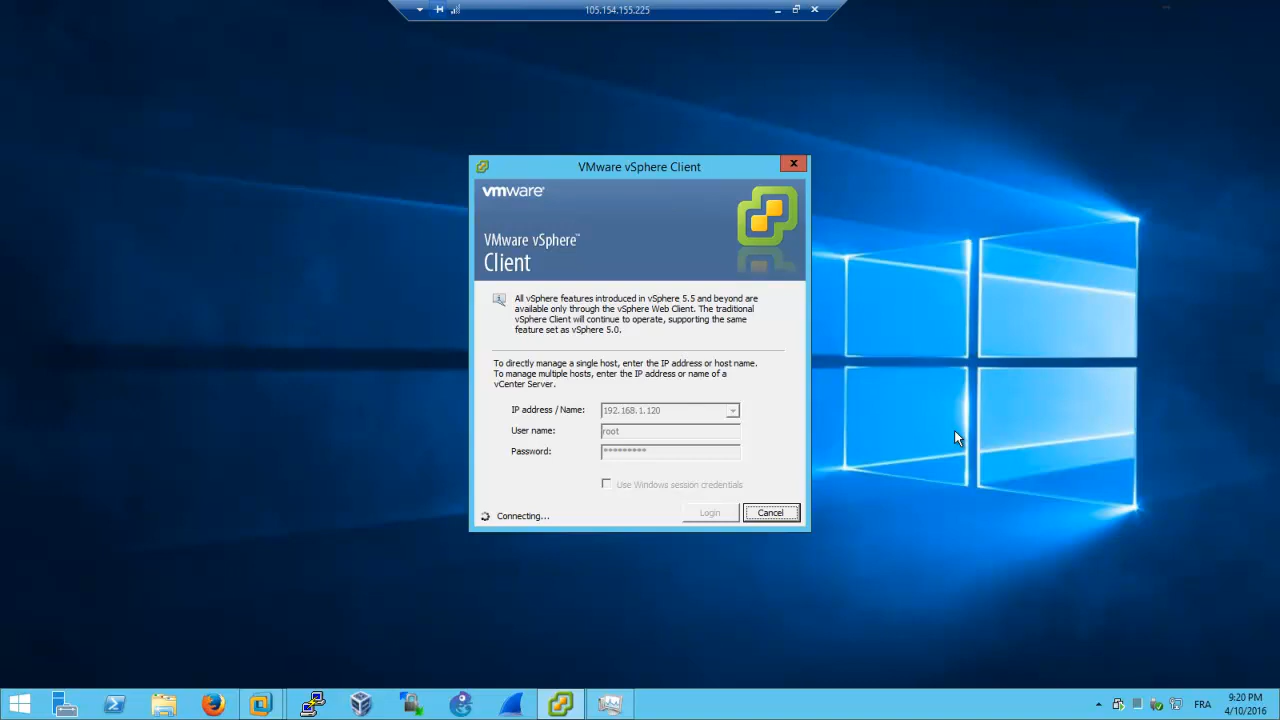 105.154.155.225
VMware vSphere Client
vmware
VMware vSphere™
Client
All vSphere features introduced in vSphere 5.5 and beyond are
available only through the vSphere Web Client. The traditional
vSphere Client will continue to operate, supporting the same
feature set as vSphere 5.0.
To directly manage a single host, enter the IP address or host name.
To manage multiple hosts, enter the IP address or name of a
vCenter Server.
IP address / Name: 192.168.1.120
User name: root
Password: *********
Use Windows session credentials
Connecting... Login Cancel
FRA
9:20 PM
4/10/2016